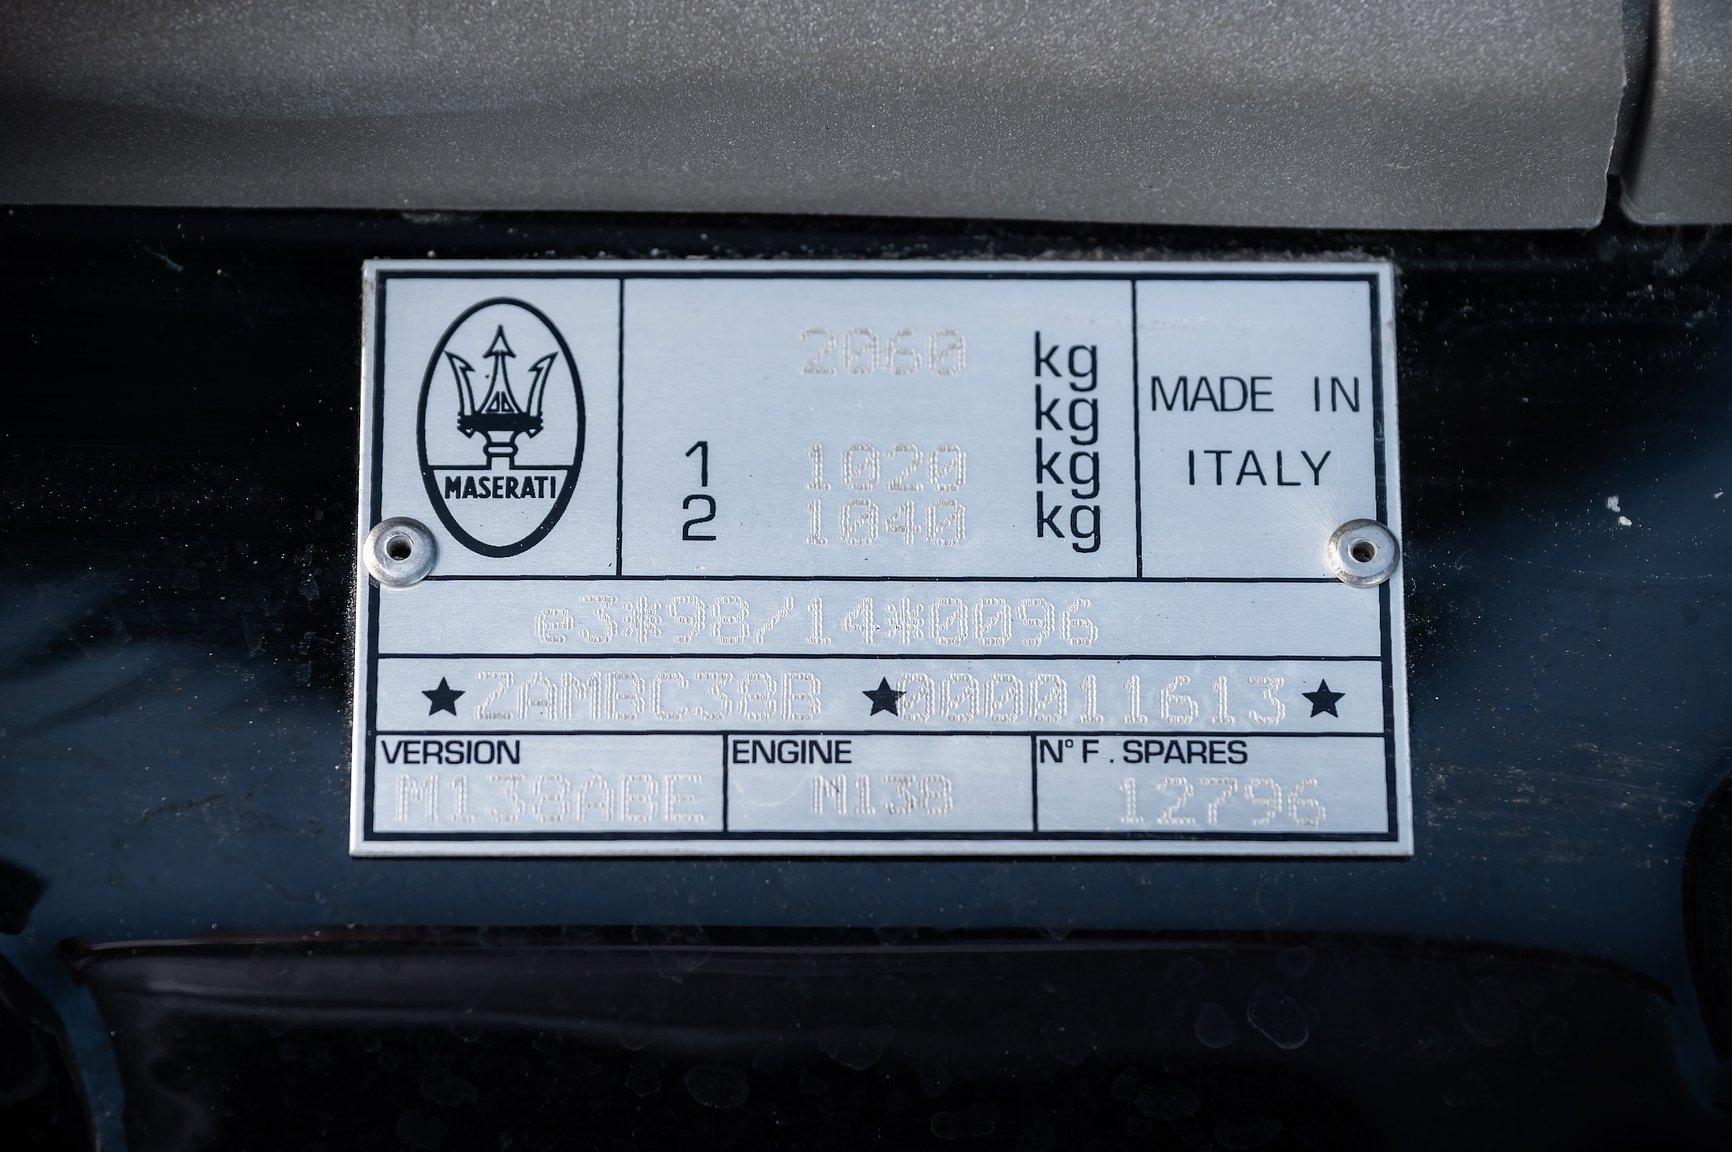 MASERATI
2060 kg
kg
1 1020 kg
2 1040 kg
MADE IN
ITALY
e3*98/14*0096
★ ZAMBC38B ★ 000011613 ★
VERSION
M138ABE
ENGINE
M138
N° F. SPARES
12796